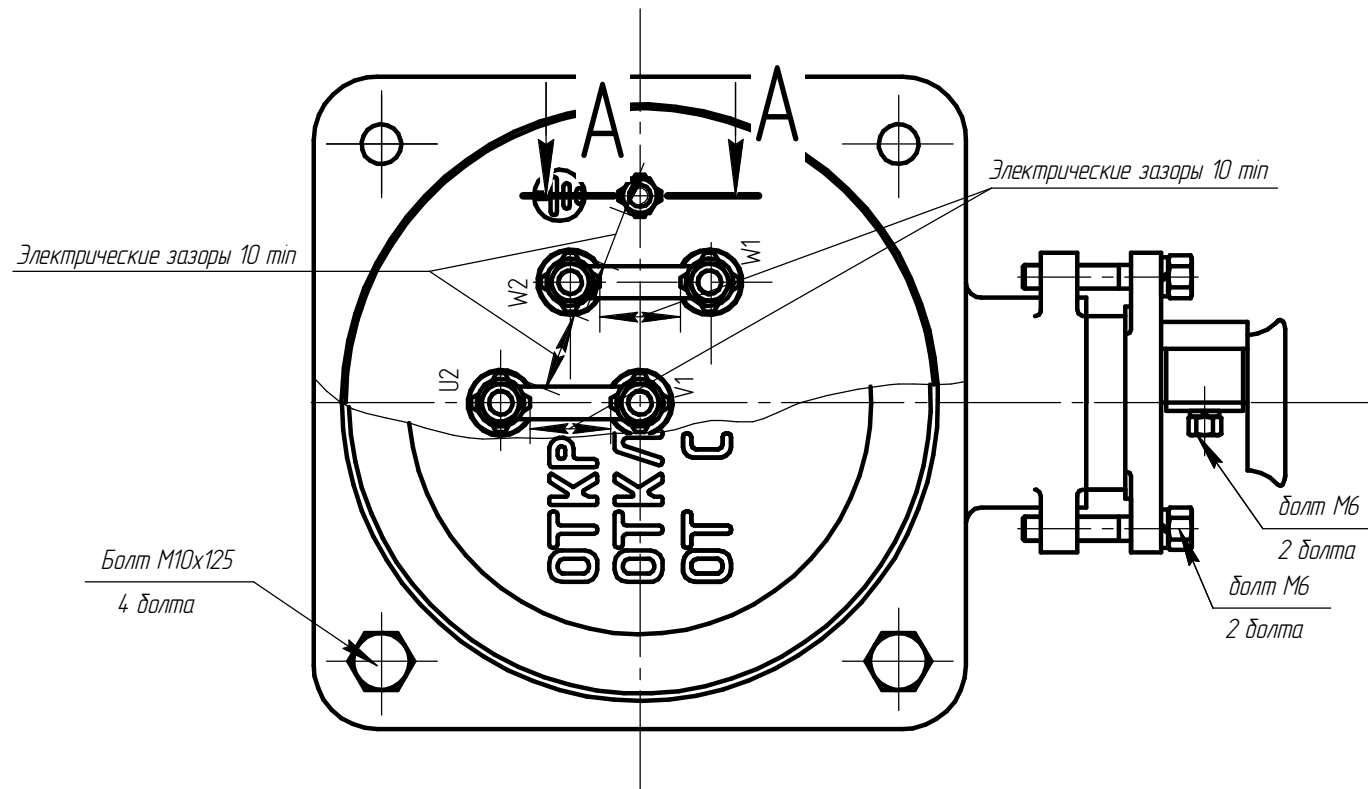 А
А
Электрические зазоры 10 min
Электрические зазоры 10 min
W1
W2
U2
V1
ОТКР
ОТКЛ
ОТ С
болт М6
2 болта
болт М6
2 болта
Болт М10х125
4 болта